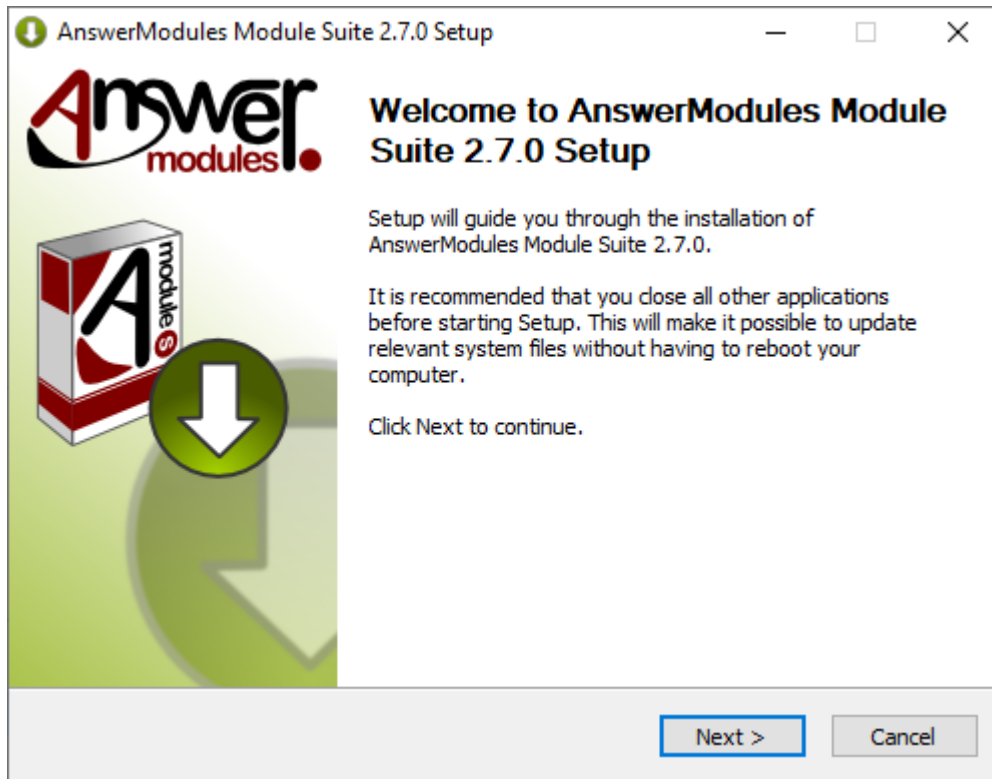 AnswerModules Module Suite 2.7.0 Setup
Answer
modules
Welcome to AnswerModules Module
Suite 2.7.0 Setup
Setup will guide you through the installation of
AnswerModules Module Suite 2.7.0.
It is recommended that you close all other applications
before starting Setup. This will make it possible to update
relevant system files without having to reboot your
computer.
Click Next to continue.
A
modules
Next >
Cancel